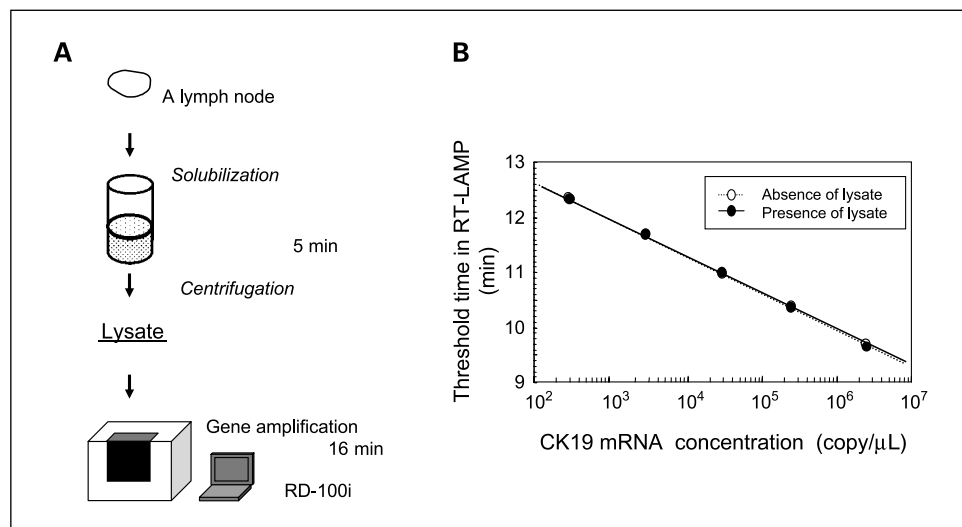 A
A lymph node
Solubilization
5 min
Centrifugation
Lysate
Gene amplification
16 min
RD-100i
B
Threshold time in RT-LAMP
(min)
13
12
11
10
9
Absence of lysate
Presence of lysate
10² 10³ 10⁴ 10⁵ 10⁶ 10⁷
CK19 mRNA concentration (copy/µL)